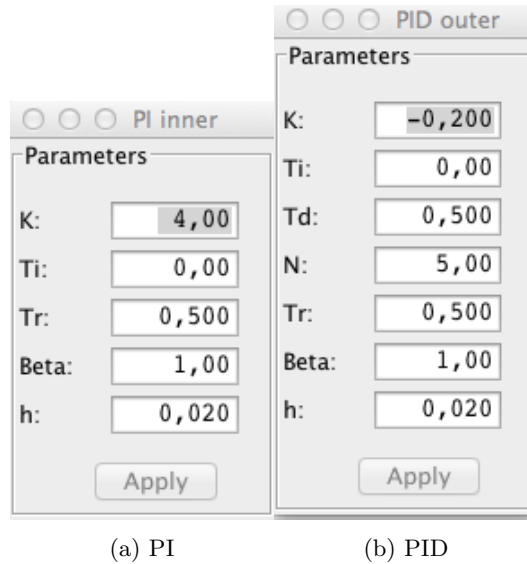 PI inner
Parameters
K: 4,00
Ti: 0,00
Tr: 0,500
Beta: 1,00
h: 0,020
Apply
(a) PI
PID outer
Parameters
K: -0,200
Ti: 0,00
Td: 0,500
N: 5,00
Tr: 0,500
Beta: 1,00
h: 0,020
Apply
(b) PID